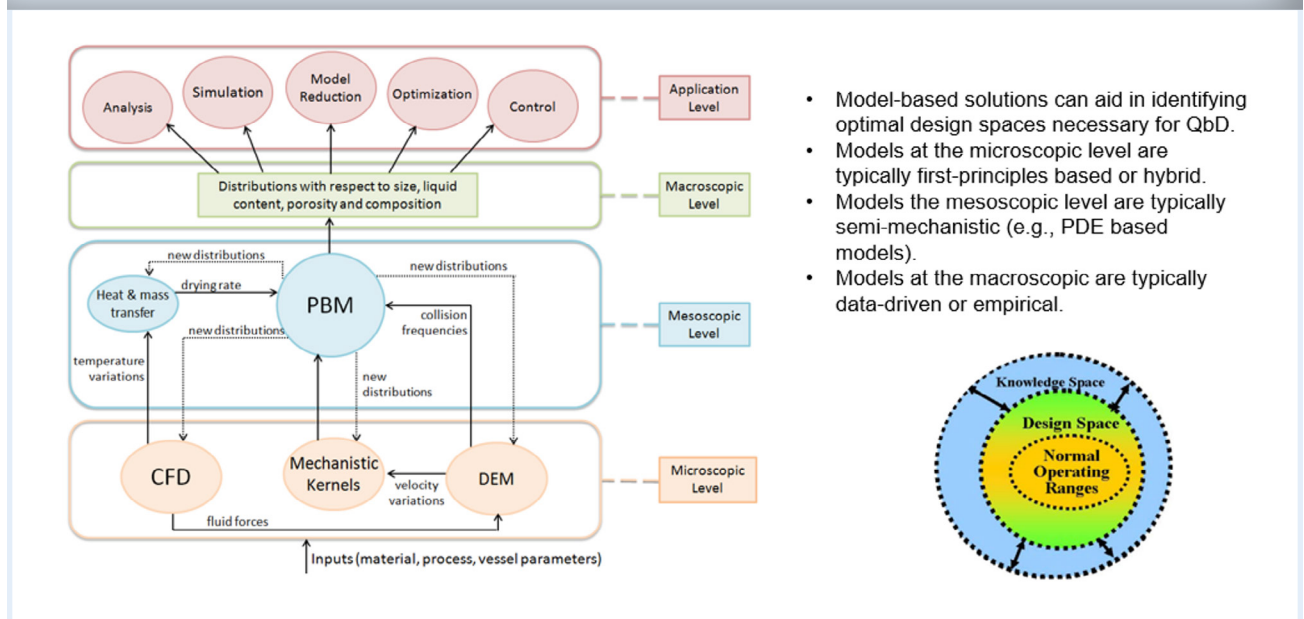 Analysis
Simulation
Model
Reduction
Optimization
Control
Application
Level
Distributions with respect to size, liquid
content, porosity and composition
Macroscopic
Level
new distributions
new distributions
Heat & mass
transfer
drying rate
PBM
collision
frequencies
Mesoscopic
Level
new distributions
temperature
variations
new
distributions
CFD
Mechanistic
Kernels
velocity
variations
DEM
Microscopic
Level
fluid forces
Inputs (material, process, vessel parameters)
• Model-based solutions can aid in identifying
optimal design spaces necessary for QbD.
• Models at the microscopic level are
typically first-principles based or hybrid.
• Models the mesoscopic level are typically
semi-mechanistic (e.g., PDE based
models).
• Models at the macroscopic are typically
data-driven or empirical.
Knowledge Space
Design Space
Normal
Operating
Ranges